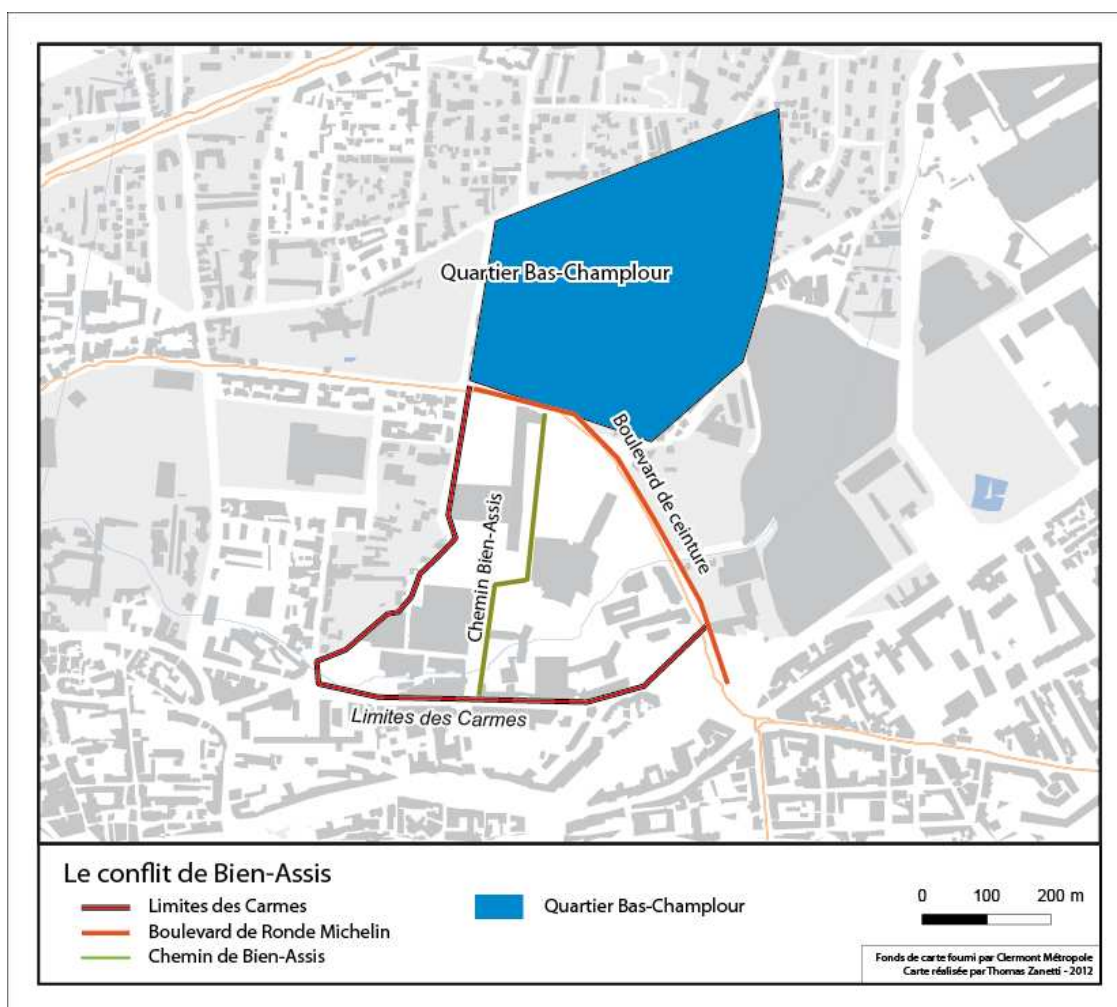 Quartier Bas-Champlour
Boulevard de ceinture
Chemin Bien-Assis
Limites des Carmes
Le conflit de Bien-Assis
Limites des Carmes
Boulevard de Ronde Michelin
Chemin de Bien-Assis
Quartier Bas-Champlour
0 100 200 m
Fonds de carte fourni par Clermont Métropole
Carte réalisée par Thomas Zanetti - 2012